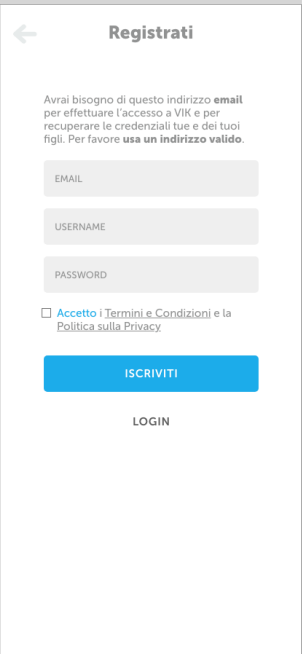 Registrati
Avrai bisogno di questo indirizzo email
per effettuare l'accesso a VIK e per
recuperare le credenziali tue e dei tuoi
figli. Per favore usa un indirizzo valido.
EMAIL
USERNAME
PASSWORD
Accetto i Termini e Condizioni e la
Politica sulla Privacy
ISCRIVITI
LOGIN